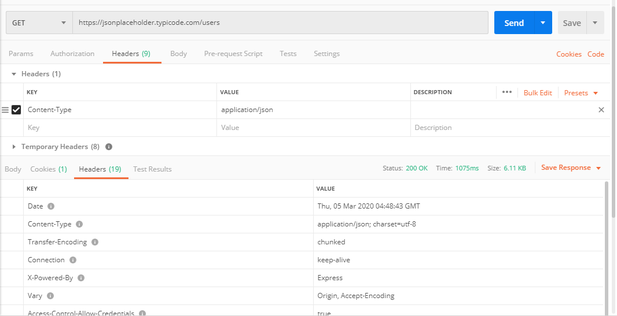 GET https://jsonplaceholder.typicode.com/users Send Save
Params Authorization Headers (9) Body Pre-request Script Tests Settings Cookies Code
Headers (1)
KEY VALUE DESCRIPTION ••• Bulk Edit Presets
Content-Type application/json
Key Value Description
Temporary Headers (8)
Body Cookies (1) Headers (19) Test Results Status: 200 OK Time: 1075ms Size: 6.11 KB Save Response
KEY VALUE
Date Thu, 05 Mar 2020 04:48:43 GMT
Content-Type application/json; charset=utf-8
Transfer-Encoding chunked
Connection keep-alive
X-Powered-By Express
Vary Origin, Accept-Encoding
Access-Control-Allow-Credentials true